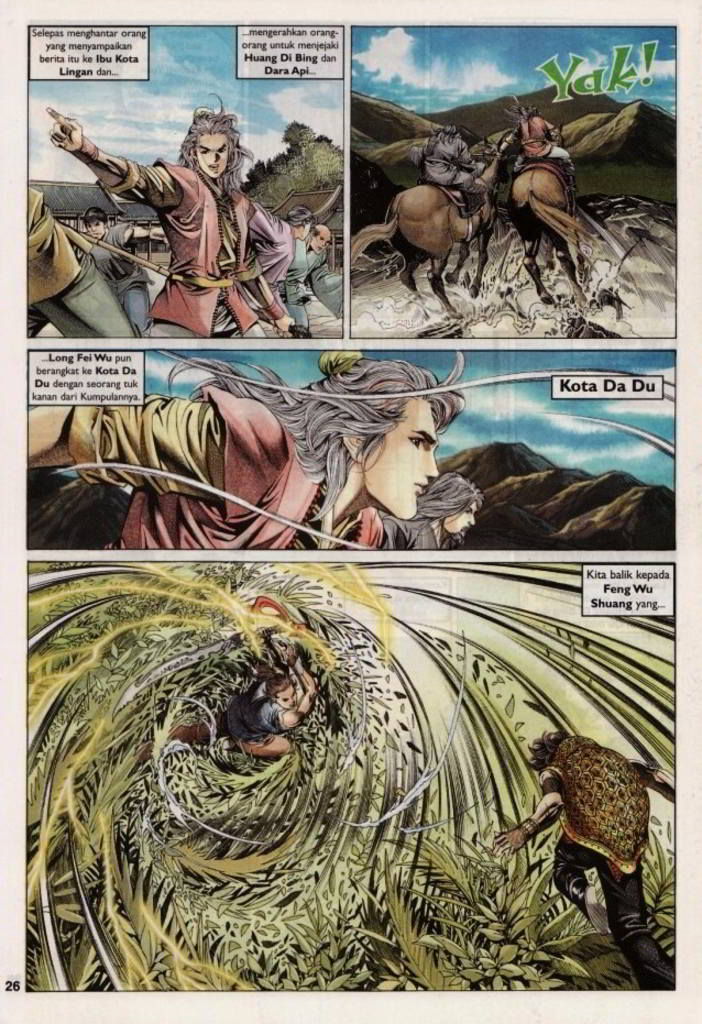 Selepas menghantar orang
yang menyampaikan
berita itu ke Ibu Kota
Lingan dan...
...mengerahkan orang-
orang untuk menjejaki
Huang Di Bing dan
Dara Api...
Yak!
...Long Fei Wu pun
berangkat ke Kota Da
Du dengan seorang tuk
kanan dari Kumpulannya.
Kota Da Du
Kita balik kepada
Feng Wu
Shuang yang...
26